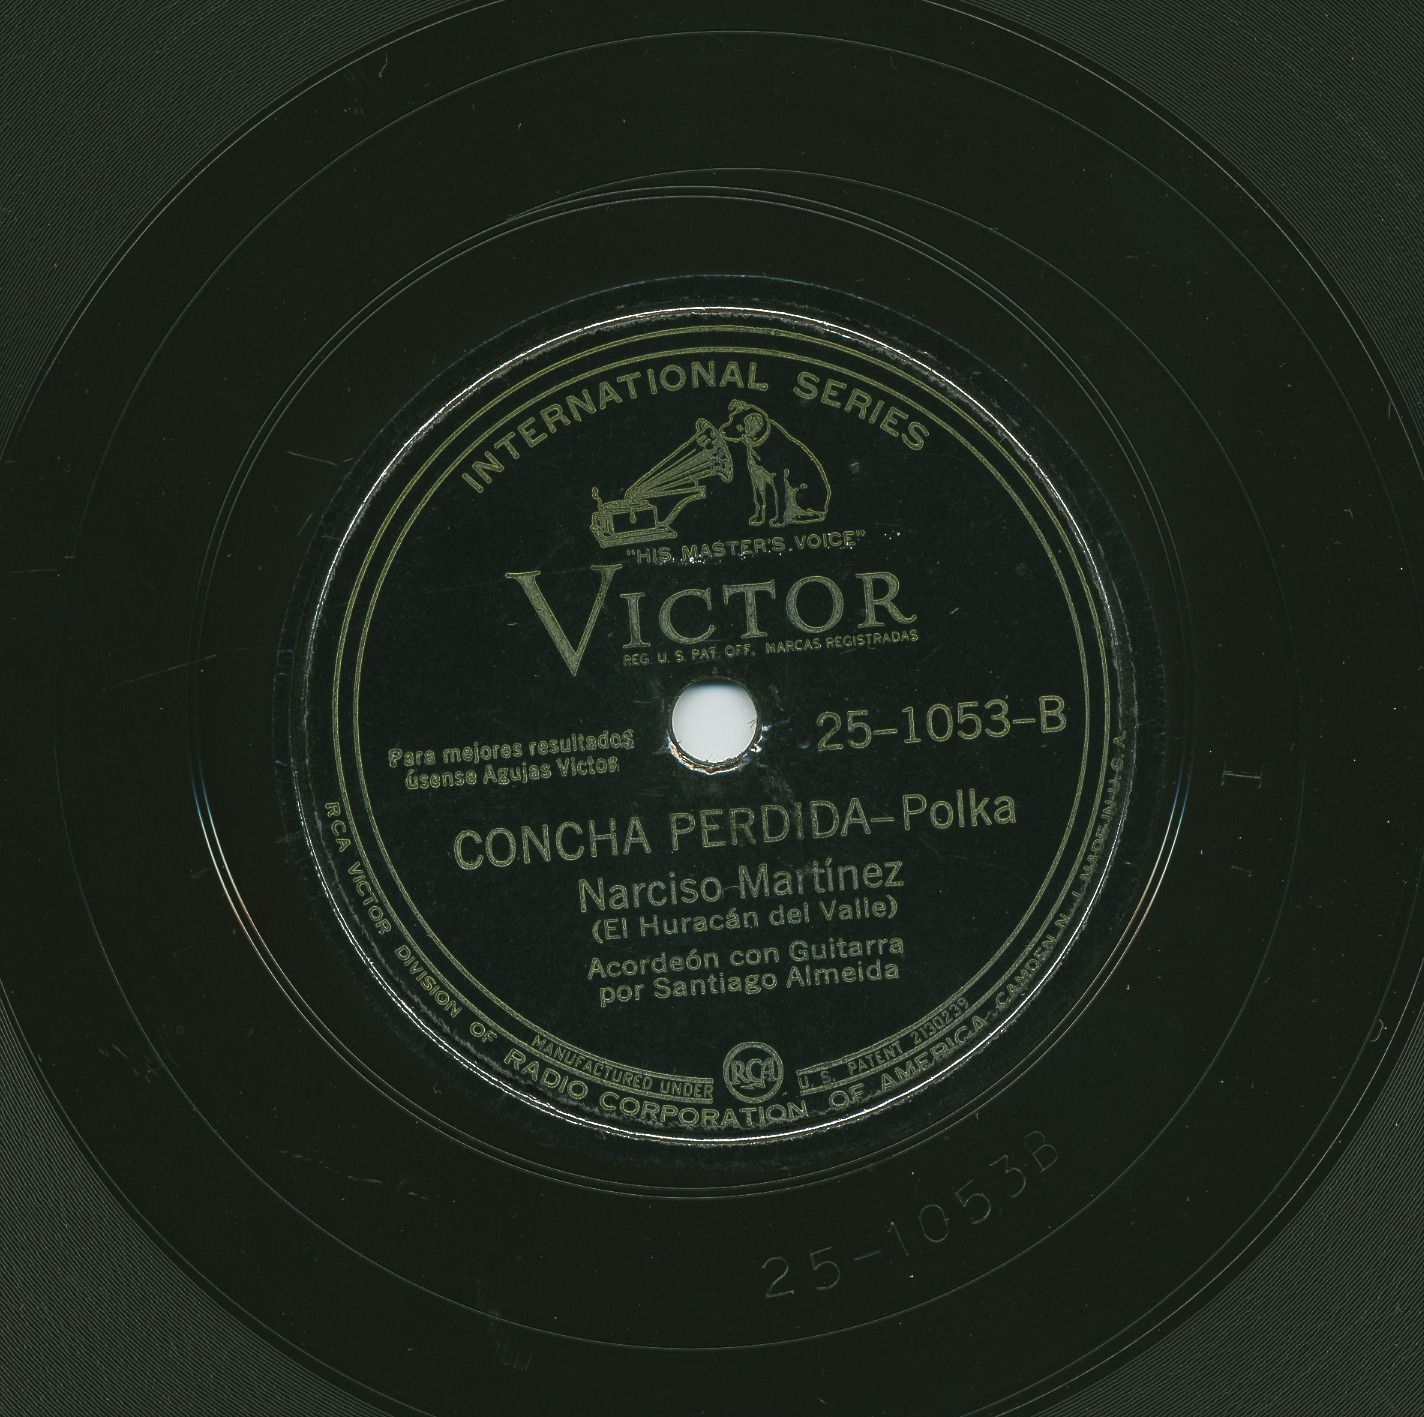 INTERNATIONAL SERIES
"HIS MASTER'S VOICE"
VICTOR
REG. U. S. PAT. OFF. MARCAS REGISTRADAS
25-1053-B
Para mejores resultados
úsense Agujas Victor
CONCHA PERDIDA-Polka
Narciso Martínez
(El Huracán del Valle)
Acordeón con Guitarra
por Santiago Almeida
MANUFACTURED UNDER RCA U. S. PATENT 2130239
RCA VICTOR DIVISION OF RADIO CORPORATION OF AMERICA, CAMDEN, N. J. MADE IN U. S. A.
25-1053B
I